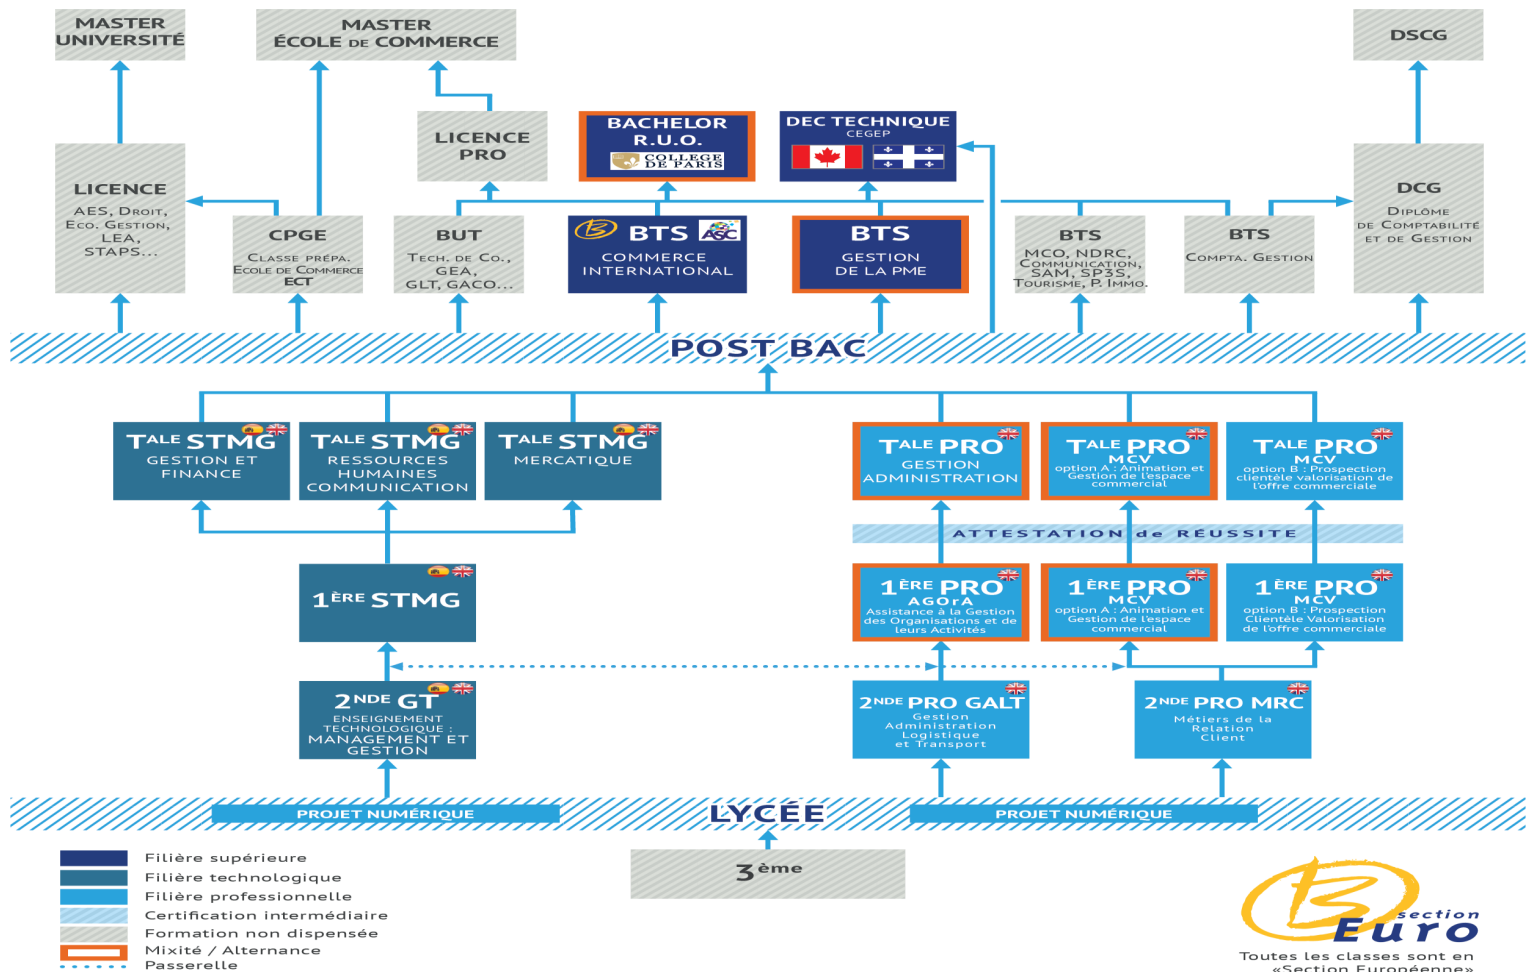 MASTER
UNIVERSITÉ
MASTER
ÉCOLE DE COMMERCE
DSCG
LICENCE
PRO
BACHELOR
R.U.O.
COLLEGE
DE PARIS
DEC TECHNIQUE
CEGEP
LICENCE
AES, DROIT,
ECO. GESTION,
LEA,
STAPS...
CPGE
CLASSE PRÉPA.
ECOLE DE COMMERCE
ECT
BUT
TECH. DE CO.,
GEA,
GLT, GACO...
B BTS ASC
COMMERCE
INTERNATIONAL
BTS
GESTION
DE LA PME
BTS
MCO, NDRC,
COMMUNICATION,
SAM, SP3S,
TOURISME, P. IMMO.
BTS
COMPTA. GESTION
DCG
DIPLÔME
DE COMPTABILITÉ
ET DE GESTION
POST BAC
TALE STMG
GESTION ET
FINANCE
TALE STMG
RESSOURCES
HUMAINES
COMMUNICATION
TALE STMG
MERCATIQUE
TALE PRO
GESTION
ADMINISTRATION
TALE PRO
MCV
option A : Animation et
Gestion de l'espace
commercial
TALE PRO
MCV
option B : Prospection
clientèle valorisation de
l'offre commerciale
ATTESTATION de RÉUSSITE
1ÈRE STMG
1ÈRE PRO
AGOrA
Assistance à la Gestion
des Organisations et de
leurs Activités
1ÈRE PRO
MCV
option A : Animation et
Gestion de l'espace
commercial
1ÈRE PRO
MCV
option B : Prospection
Clientèle Valorisation
de l'offre commerciale
2NDE GT
ENSEIGNEMENT
TECHNOLOGIQUE :
MANAGEMENT ET
GESTION
2NDE PRO GALT
Gestion
Administration
Logistique
et Transport
2NDE PRO MRC
Métiers de la
Relation
Client
PROJET NUMÉRIQUE
LYCÉE
PROJET NUMÉRIQUE
3ème
Filière supérieure
Filière technologique
Filière professionnelle
Certification intermédiaire
Formation non dispensée
Mixité / Alternance
Passerelle
B
section
Euro
Toutes les classes sont en
«Section Européenne»